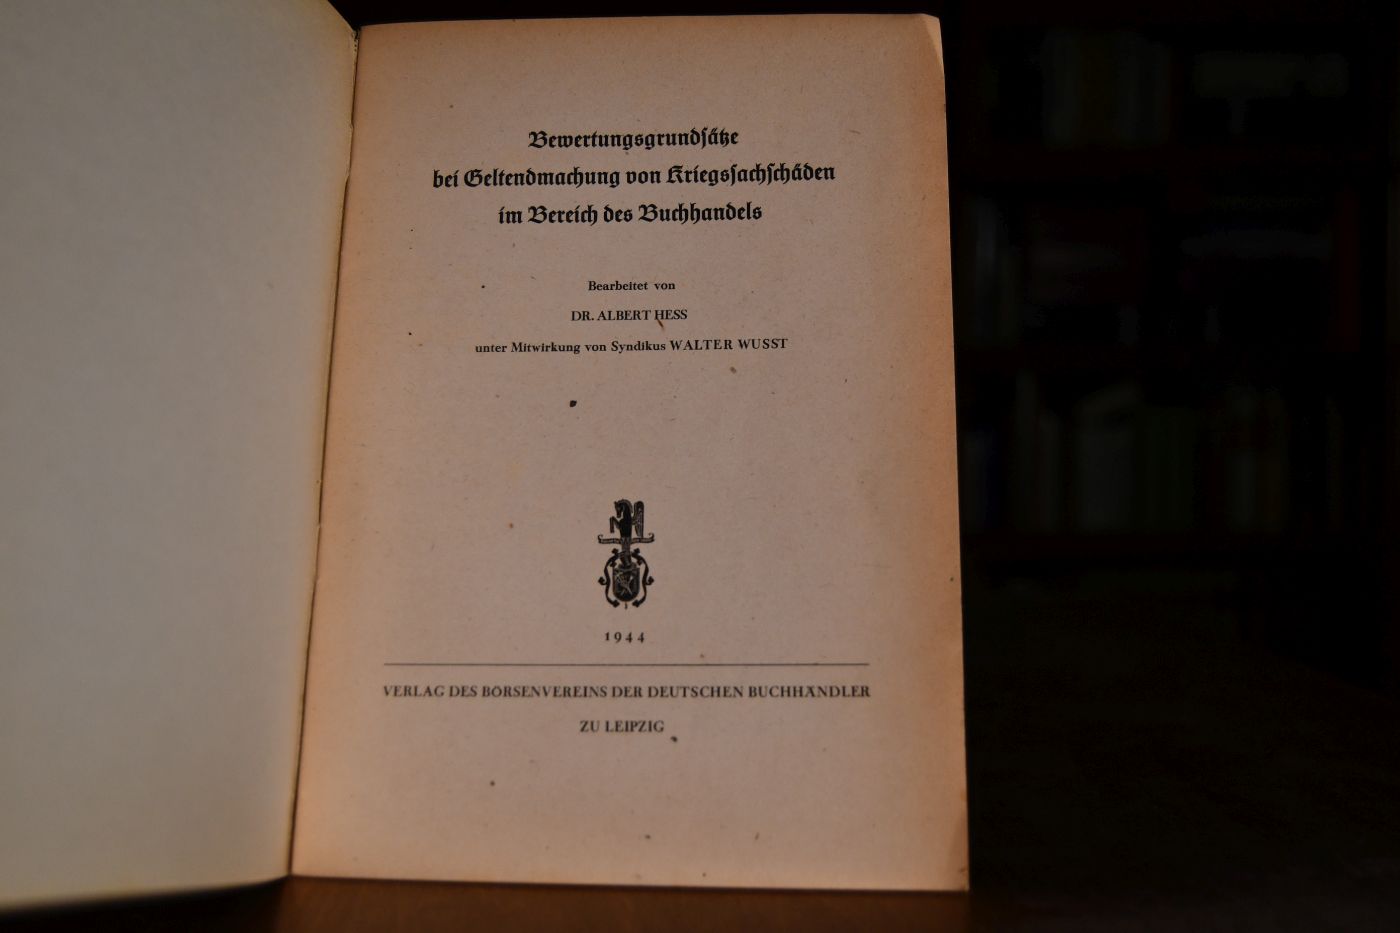 Bewertungsgrundsätze
bei Geltendmachung von Kriegssachschäden
im Bereich des Buchhandels
Bearbeitet von
DR. ALBERT HESS
unter Mitwirkung von Syndikus WALTER WUSST
1944
VERLAG DES BÖRSENVEREINS DER DEUTSCHEN BUCHHÄNDLER
ZU LEIPZIG